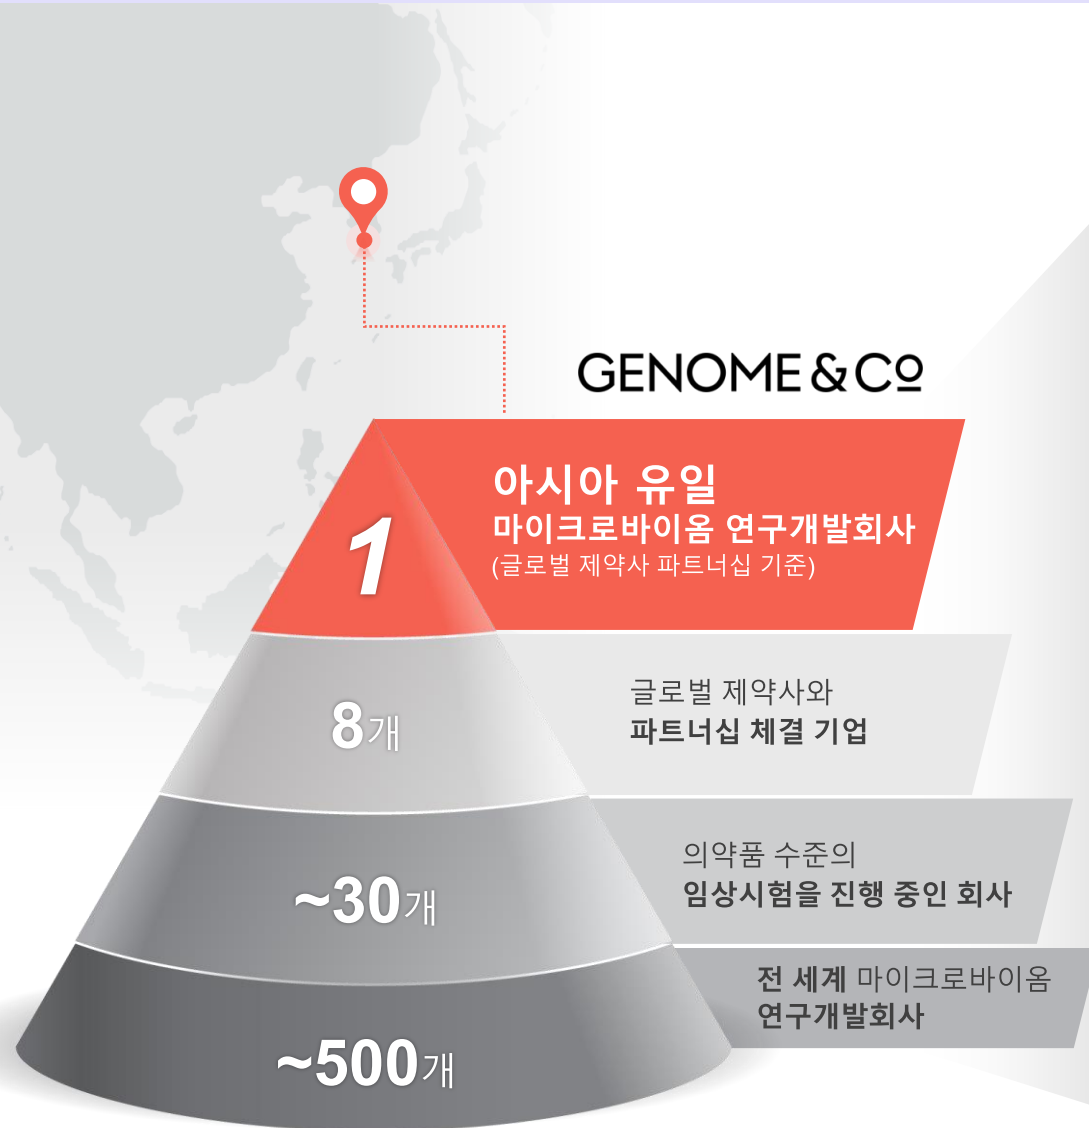 GENOME & CO
아시아 유일
마이크로바이옴 연구개발회사
(글로벌 제약사 파트너십 기준)
1
8개
글로벌 제약사와
파트너십 체결 기업
~30개
의약품 수준의
임상시험을 진행 중인 회사
~500개
전 세계 마이크로바이옴
연구개발회사